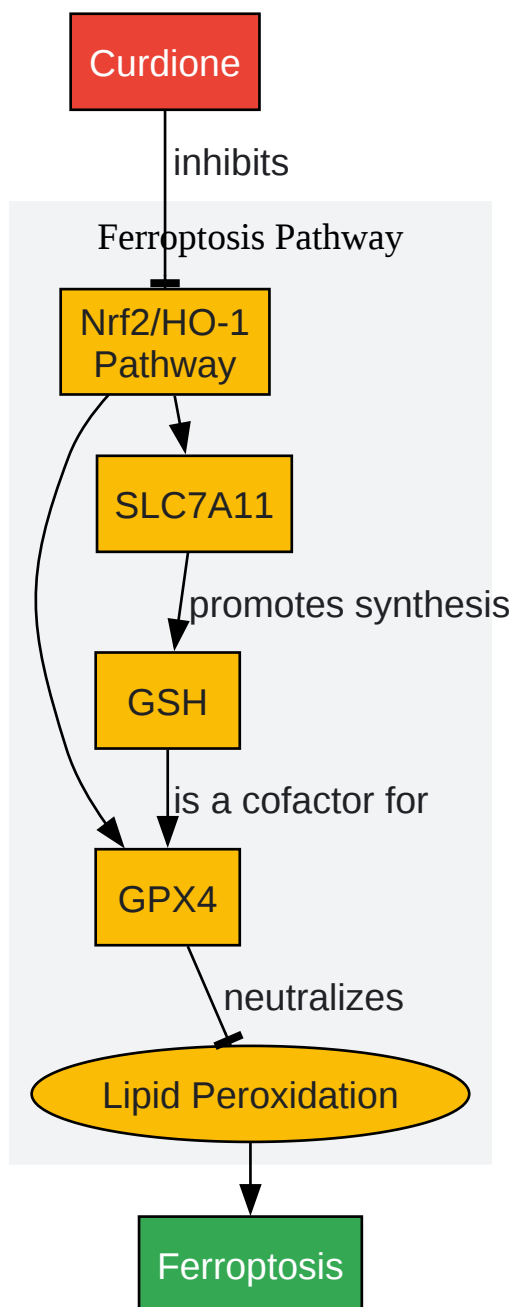 Curdione
inhibits
Ferroptosis Pathway
Nrf2/HO-1
Pathway
SLC7A11
promotes synthesis
GSH
is a cofactor for
GPX4
neutralizes
Lipid Peroxidation
Ferroptosis